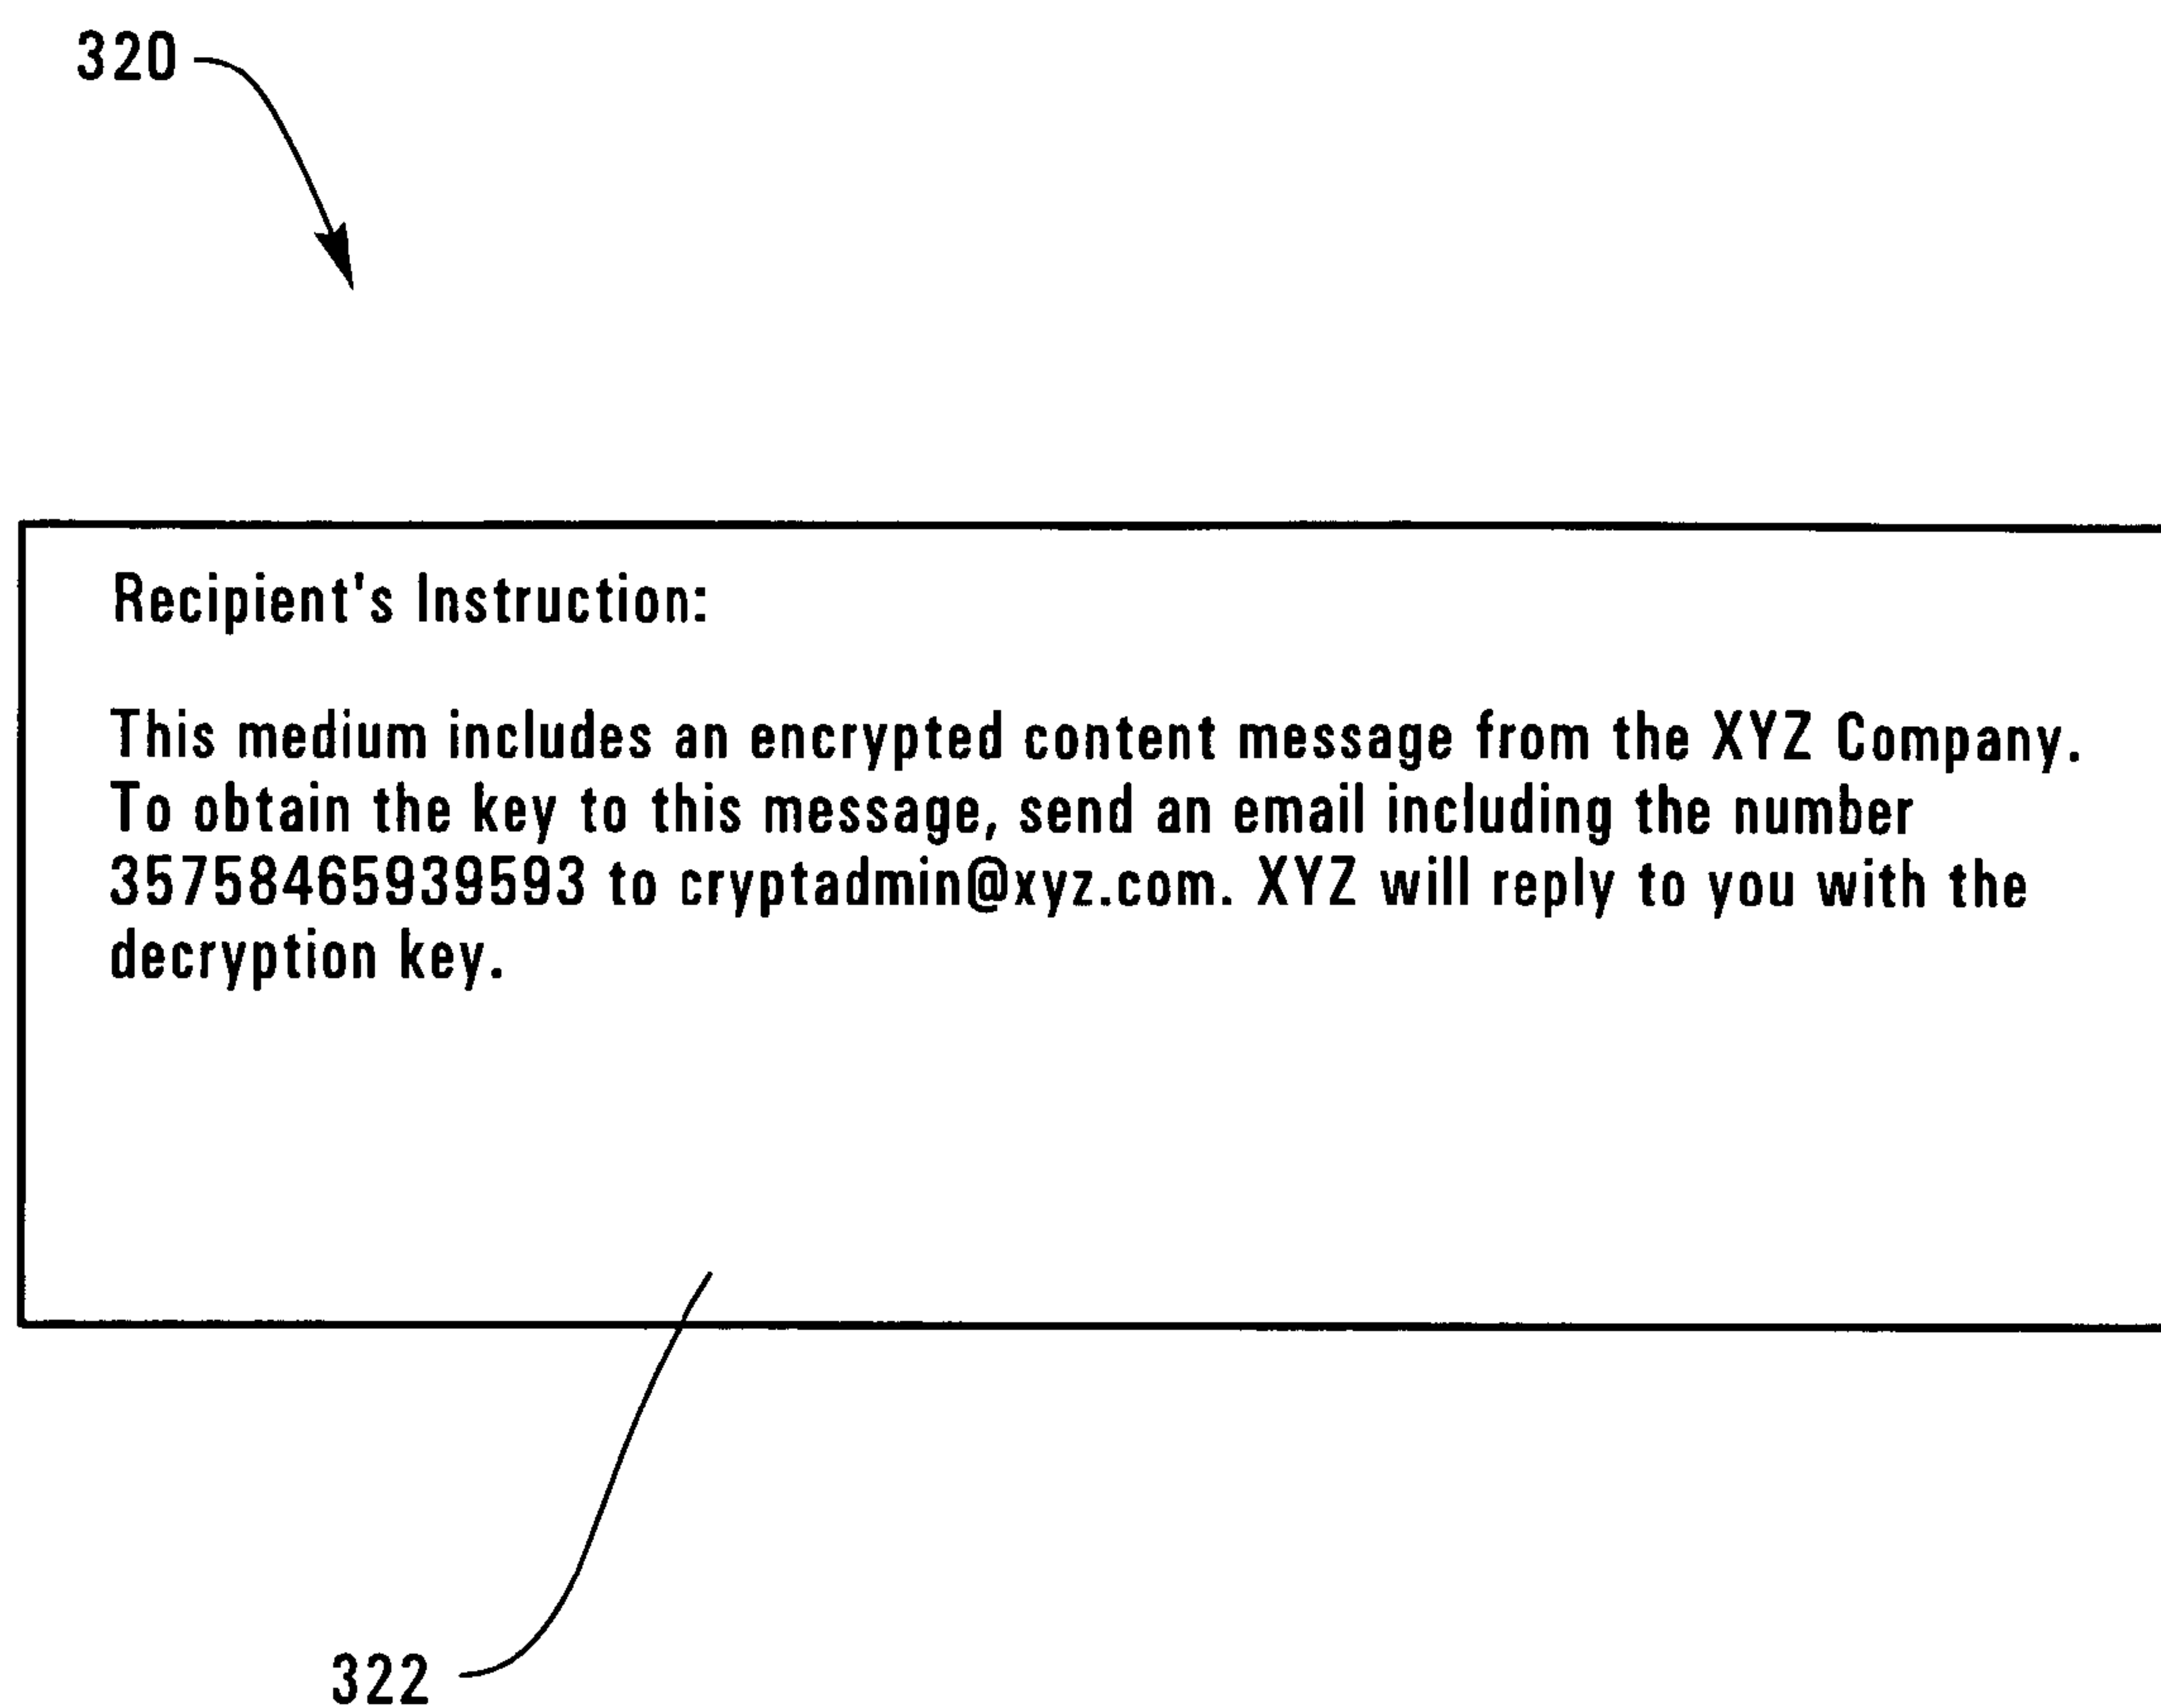 320
Recipient's Instruction:
This medium includes an encrypted content message from the XYZ Company.
To obtain the key to this message, send an email including the number
35758465939593 to cryptadmin@xyz.com. XYZ will reply to you with the
decryption key.
322